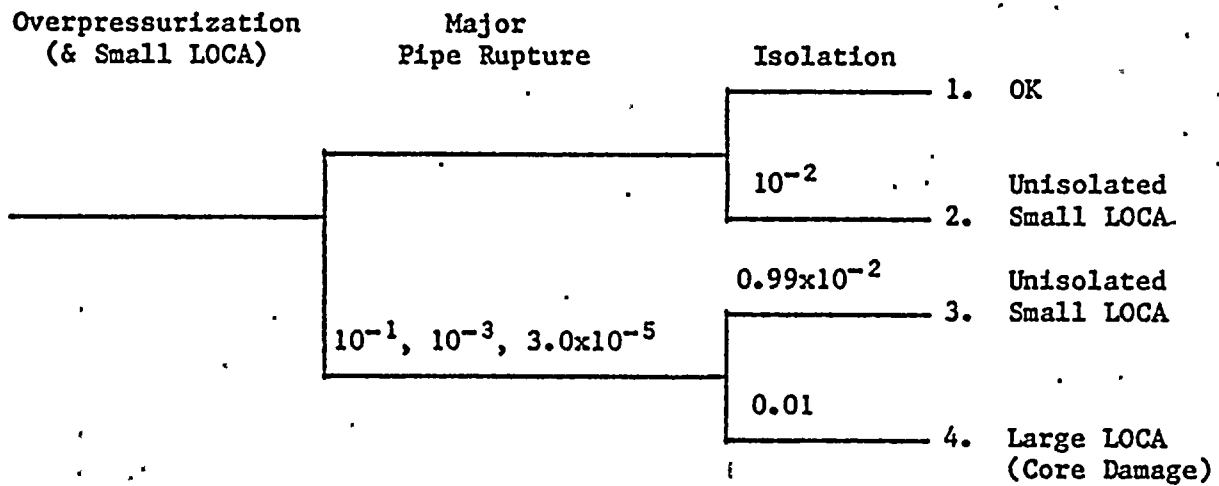 Overpressurization
(& Small LOCA)
Major
Pipe Rupture
Isolation
1. OK
10⁻²
2. Unisolated
Small LOCA
0.99x10⁻²
3. Unisolated
Small LOCA
10⁻¹, 10⁻³, 3.0x10⁻⁵
0.01
4. Large LOCA
(Core Damage)